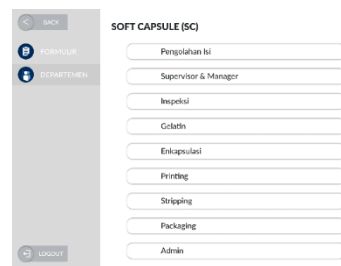 BACK
FORMULIR
DEPARTEMEN
LOGOUT
SOFT CAPSULE (SC)
Pengolahan Isi
Supervisor & Manager
Inspeksi
Gelatin
Enkapsulasi
Printing
Stripping
Packaging
Admin